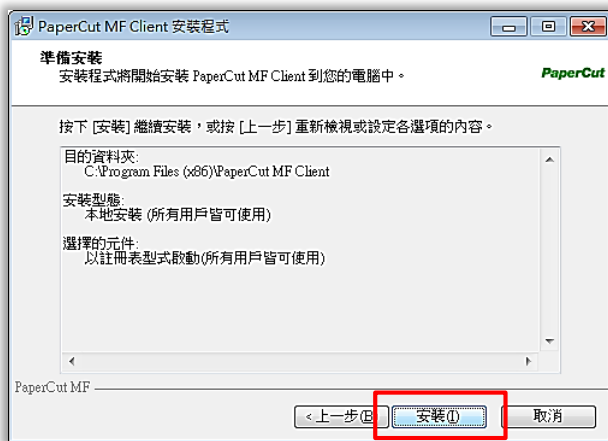 PaperCut MF Client 安裝程式
準備安裝
安裝程式將開始安裝 PaperCut MF Client 到您的電腦中。
PaperCut
按下 [安裝] 繼續安裝，或按 [上一步] 重新檢視或設定各選項的內容。
目的資料夾:
C:\Program Files (x86)\PaperCut MF Client
安裝型態:
本地安裝 (所有用戶皆可使用)
選擇的元件:
以註冊表型式啟動(所有用戶皆可使用)
PaperCut MF
<上一步(B)
安裝(I)
取消